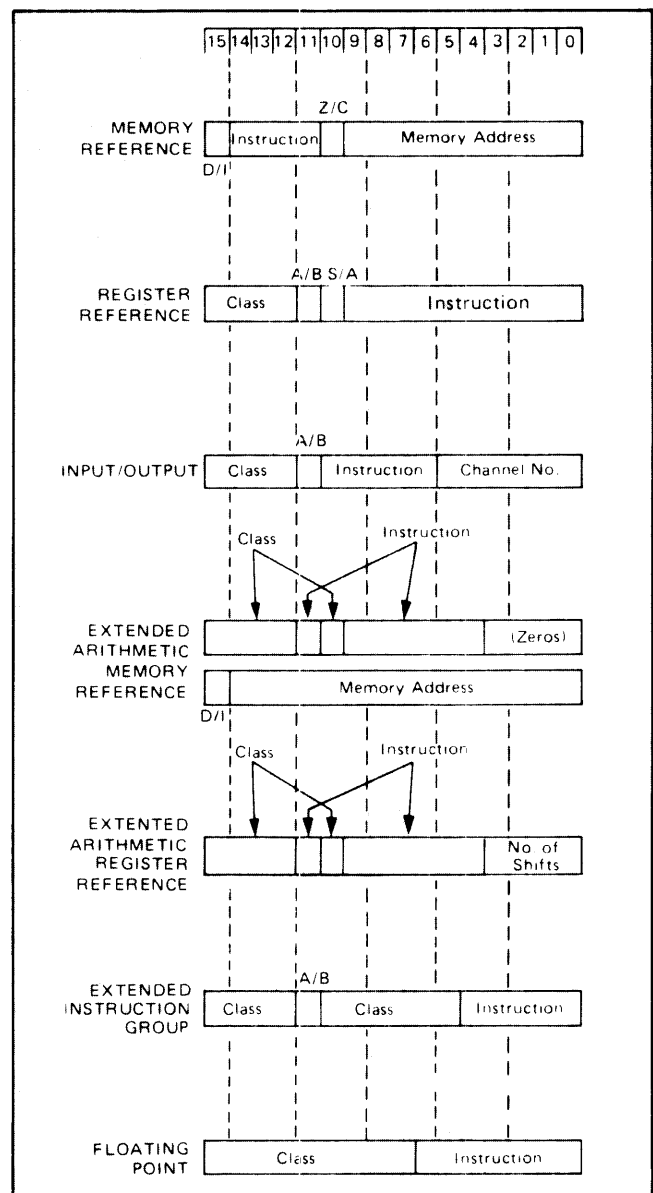 15 14 13 12 11 10 9 8 7 6 5 4 3 2 1 0
Z/C
MEMORY
REFERENCE
Instruction
Memory Address
D/I
A/B S/A
REGISTER
REFERENCE
Class
Instruction
A/B
INPUT/OUTPUT
Class
Instruction
Channel No.
Class
Instruction
EXTENDED
ARITHMETIC
MEMORY
REFERENCE
(Zeros)
Memory Address
D/I
Class
Instruction
EXTENTED
ARITHMETIC
REGISTER
REFERENCE
No. of
Shifts
A/B
EXTENDED
INSTRUCTION
GROUP
Class
Class
Instruction
FLOATING
POINT
Class
Instruction